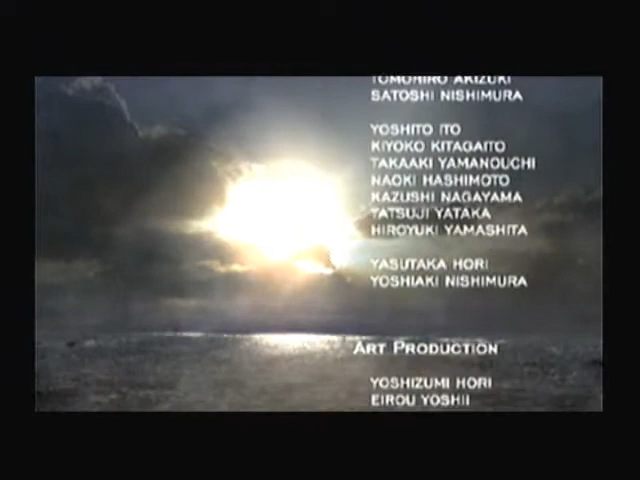 TOMOHIRO AKIZUKI
SATOSHI NISHIMURA
YOSHITO ITO
KIYOKO KITAGAITO
TAKAAKI YAMANOUCHI
NAOKI HASHIMOTO
KAZUSHI NAGAYAMA
TATSUJI YATAKA
HIROYUKI YAMASHITA
YASUTAKA HORI
YOSHIAKI NISHIMURA
ART PRODUCTION
YOSHIZUMI HORI
EIROU YOSHII